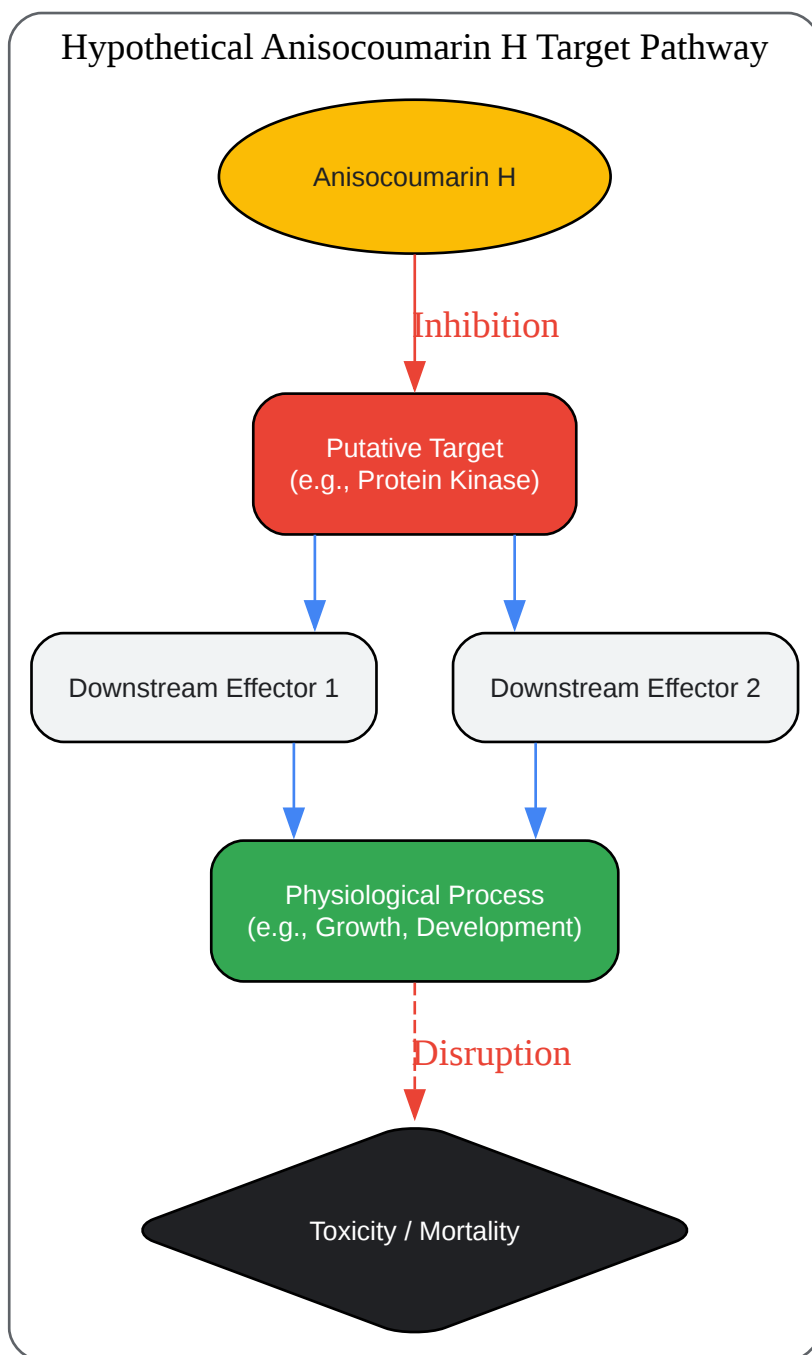 Hypothetical Anisocoumarin H Target Pathway
Anisocoumarin H
Inhibition
Putative Target
(e.g., Protein Kinase)
Downstream Effector 1
Downstream Effector 2
Physiological Process
(e.g., Growth, Development)
Disruption
Toxicity / Mortality